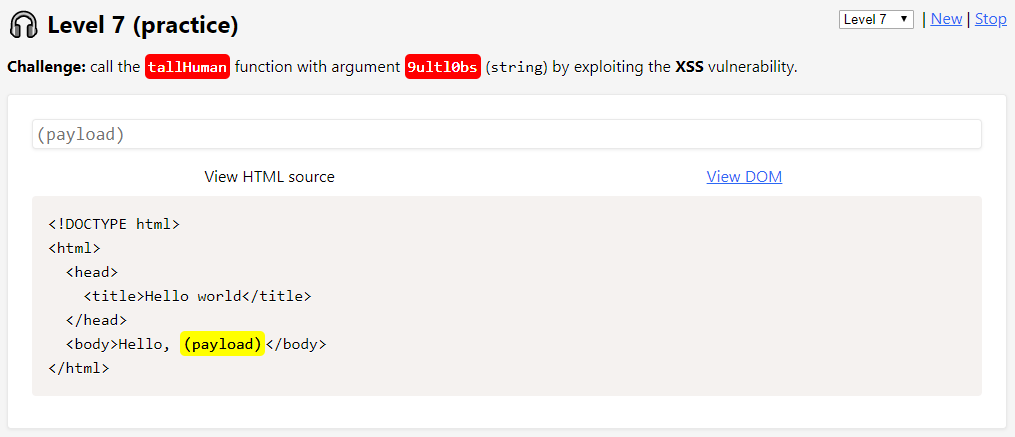 Level 7 (practice)
Level 7 | New | Stop
Challenge: call the tallHuman function with argument 9ultl0bs (string) by exploiting the XSS vulnerability.
(payload)
View HTML source View DOM
<!DOCTYPE html>
<html>
<head>
<title>Hello world</title>
</head>
<body>Hello, (payload)</body>
</html>